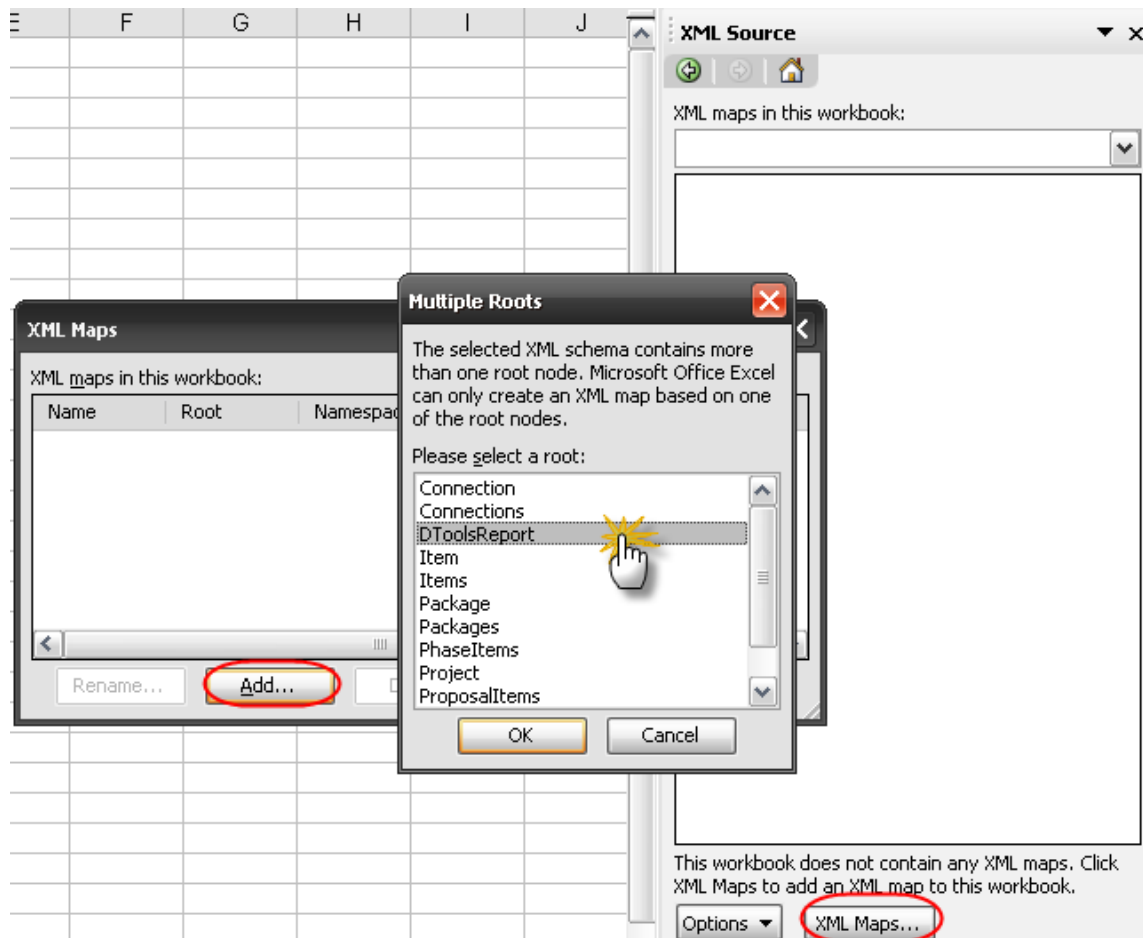 E F G H I J
XML Source
XML maps in this workbook:
XML Maps
XML maps in this workbook:
Name Root Namespac
Rename... Add... D
Multiple Roots
The selected XML schema contains more
than one root node. Microsoft Office Excel
can only create an XML map based on one
of the root nodes.
Please select a root:
Connection
Connections
DToolsReport
Item
Items
Package
Packages
PhaseItems
Project
ProposalItems
OK Cancel
This workbook does not contain any XML maps. Click
XML Maps to add an XML map to this workbook.
Options XML Maps...